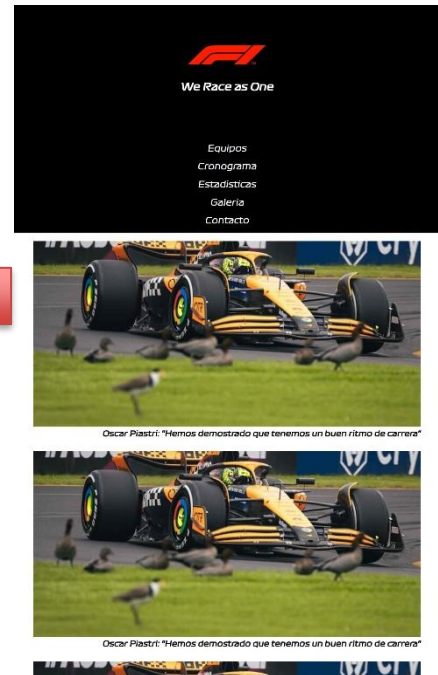 F1
We Race as One
Equipos
Cronograma
Estadísticas
Galeria
Contacto
Oscar Piastri: "Hemos demostrado que tenemos un buen ritmo de carrera"
Oscar Piastri: "Hemos demostrado que tenemos un buen ritmo de carrera"